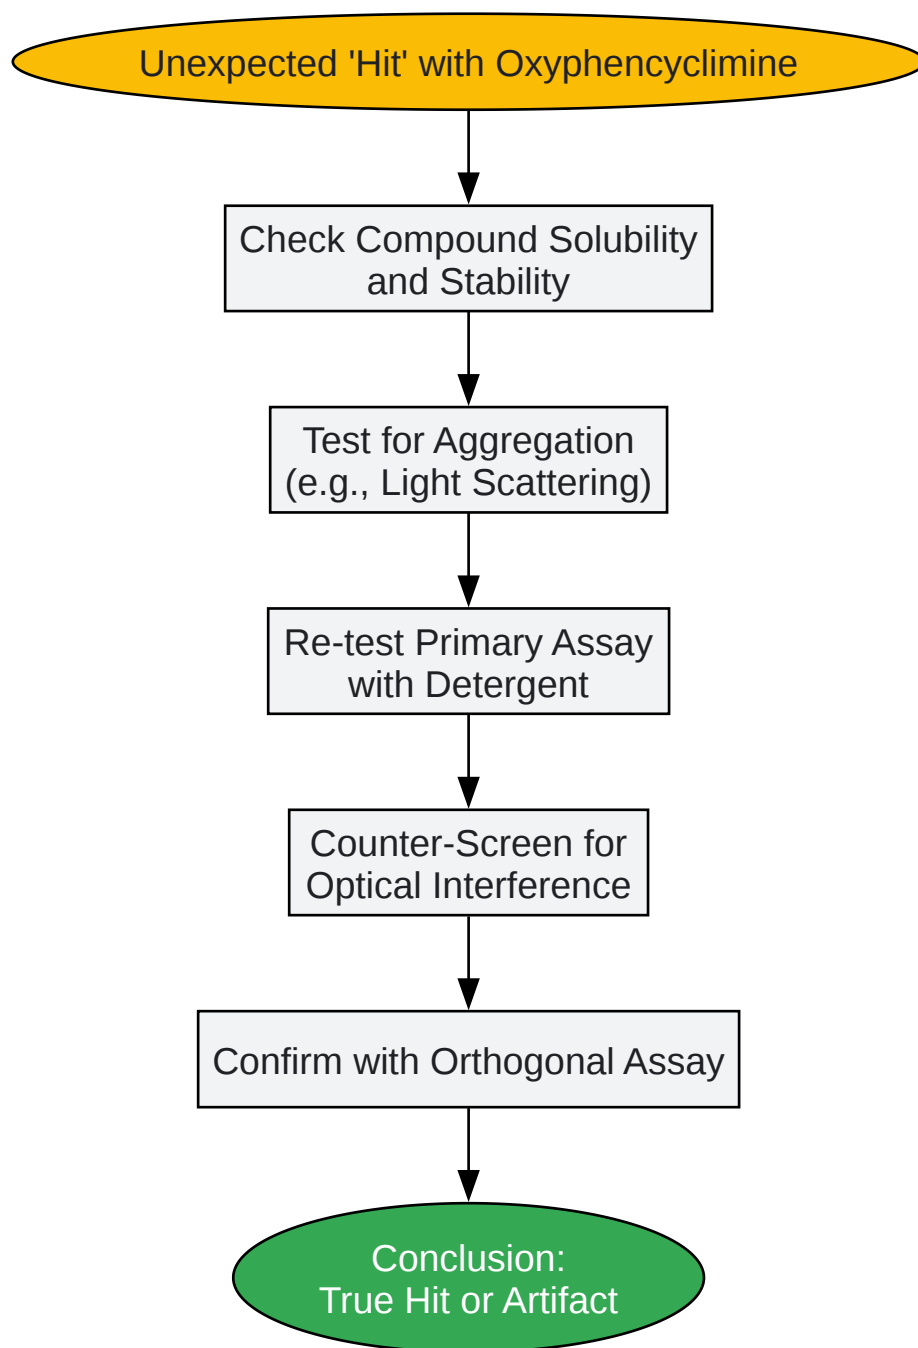 Unexpected 'Hit' with Oxyphencyclimine
Check Compound Solubility
and Stability
Test for Aggregation
(e.g., Light Scattering)
Re-test Primary Assay
with Detergent
Counter-Screen for
Optical Interference
Confirm with Orthogonal Assay
Conclusion:
True Hit or Artifact